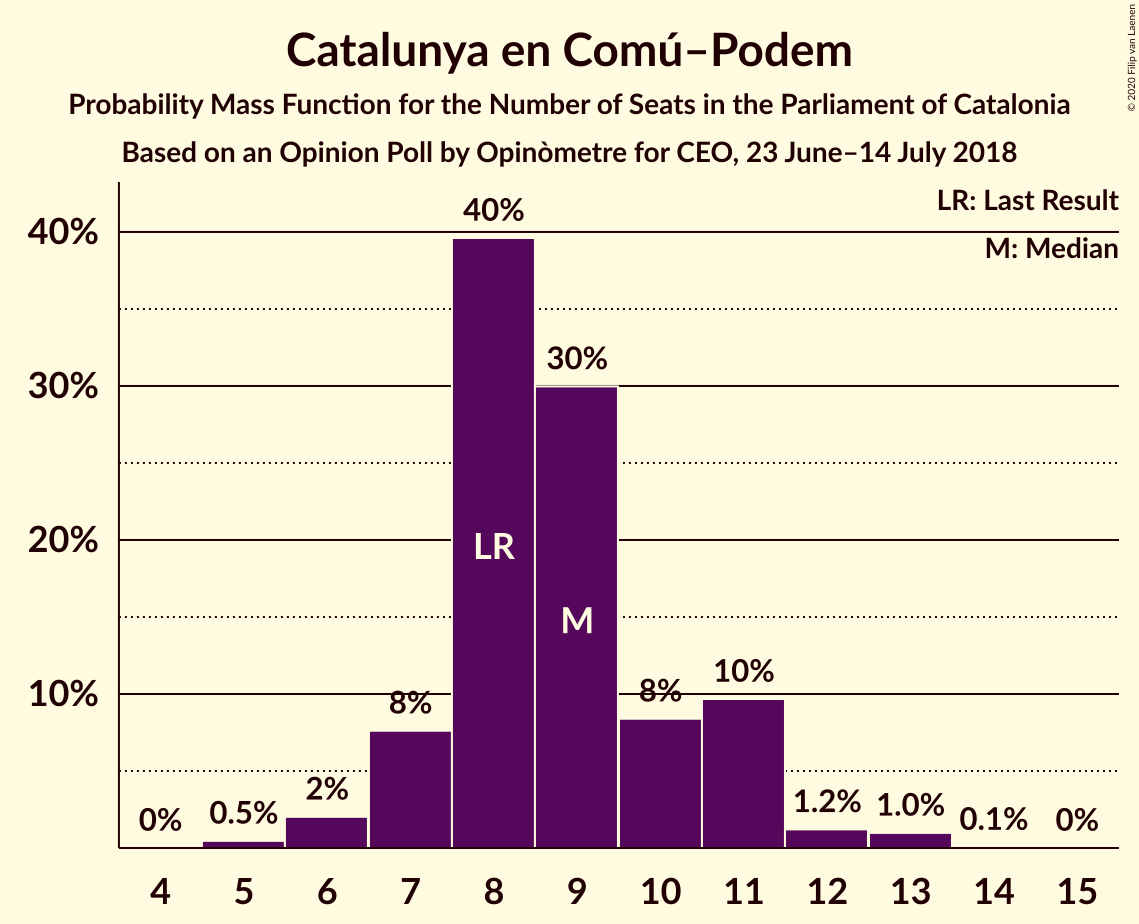 Catalunya en Comú–Podem
Probability Mass Function for the Number of Seats in the Parliament of Catalonia
Based on an Opinion Poll by Opinòmetre for CEO, 23 June–14 July 2018
© 2020 Filip van Laenen
LR: Last Result
M: Median
40%
30%
20%
10%
0%
0.5%
2%
8%
40%
30%
8%
10%
1.2%
1.0%
0.1%
0%
LR
M
4 5 6 7 8 9 10 11 12 13 14 15